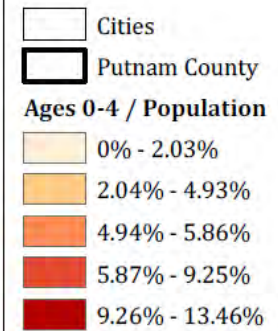 Cities
Putnam County
Ages 0-4 / Population
0% - 2.03%
2.04% - 4.93%
4.94% - 5.86%
5.87% - 9.25%
9.26% - 13.46%